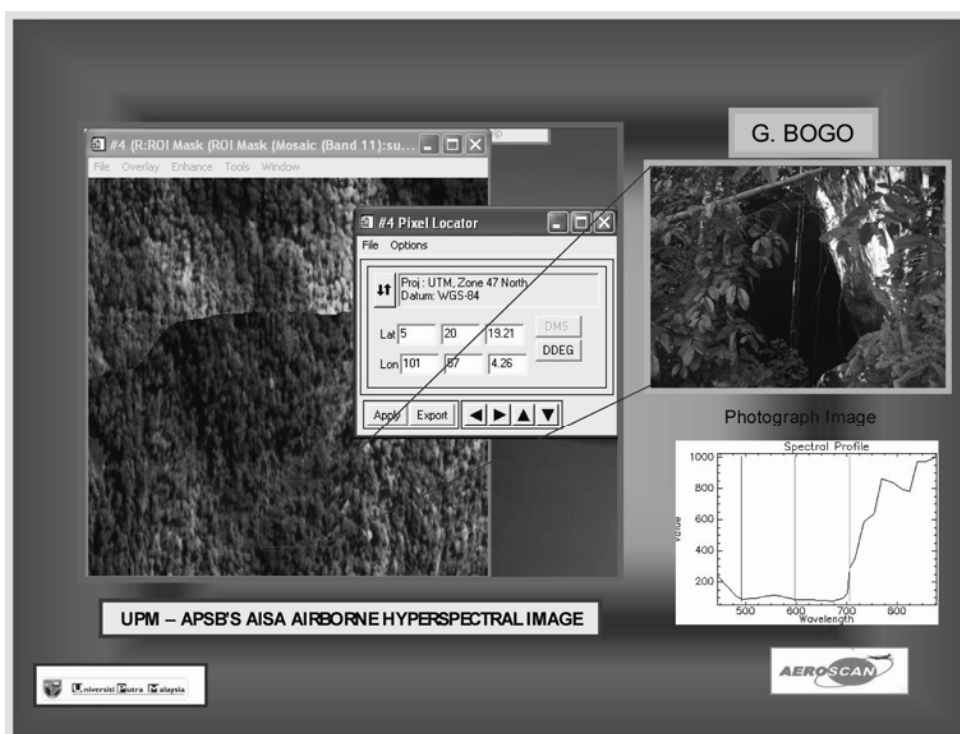 G. BOGO
#4 (R:ROI Mask (ROI Mask (Mosaic (Band 11):su...
File Overlay Enhance Tools Window
#4 Pixel Locator
File Options
Proj : UTM, Zone 47 North
Datum: WGS-84
Lat 5 20 19.21 DMS
Lon 101 57 4.26 DDEG
Apply Export
Photograph Image
Spectral Profile
1000
800
600
400
200
Value
500 600 700 800
Wavelength
UPM – APSB'S AISA AIRBORNE HYPERSPECTRAL IMAGE
Universiti Putra Malaysia
AEROSCAN